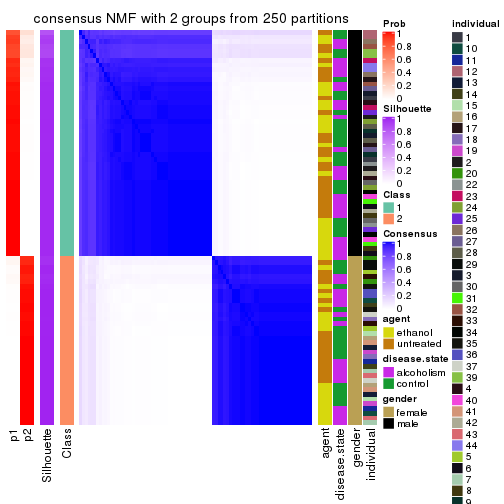 consensus NMF with 2 groups from 250 partitions
Prob
1
0.8
0.6
0.4
0.2
0
Silhouette
1
0.8
0.6
0.4
0.2
0
Class
1
2
Consensus
1
0.8
0.6
0.4
0.2
0
agent
ethanol
untreated
disease.state
alcoholism
control
gender
female
male
individual
1
10
11
12
13
14
15
16
17
18
19
2
20
22
23
24
25
26
27
28
29
3
30
31
32
33
34
35
36
37
39
4
40
41
42
43
44
5
6
7
8
9
p1
p2
Silhouette
Class
agent
disease.state
gender
individual